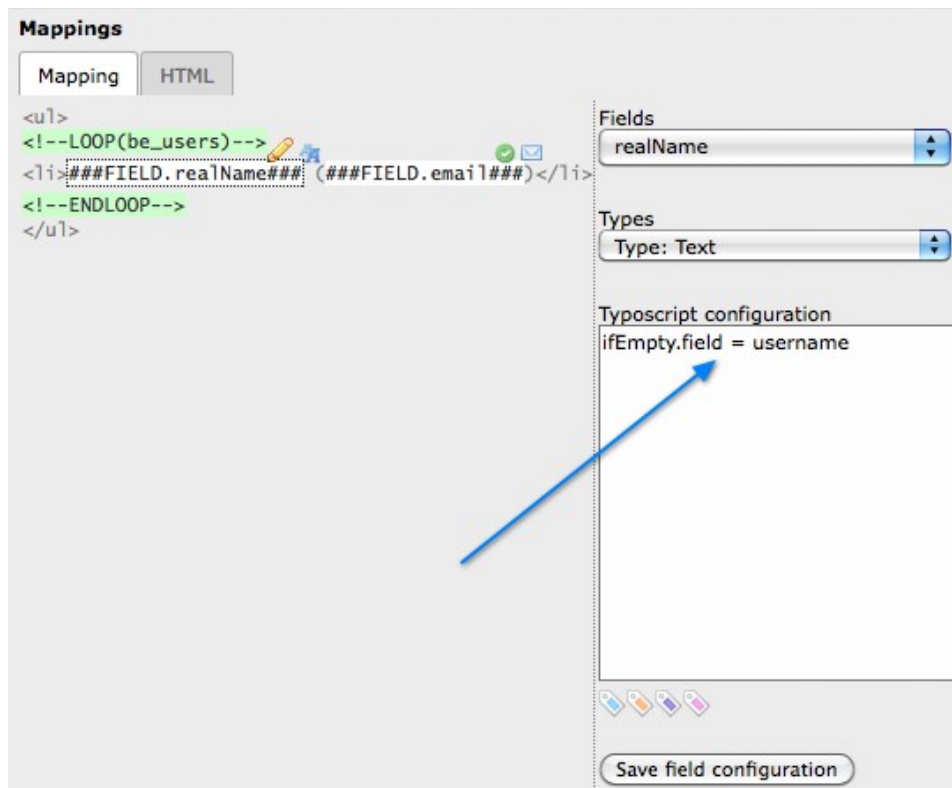 Mappings
Mapping
HTML
<ul>
<!--LOOP(be_users)-->
<li>###FIELD.realName### (###FIELD.email###)</li>
<!--ENDLOOP-->
</ul>
Fields
realName
Types
Type: Text
Typoscript configuration
ifEmpty.field = username
Save field configuration